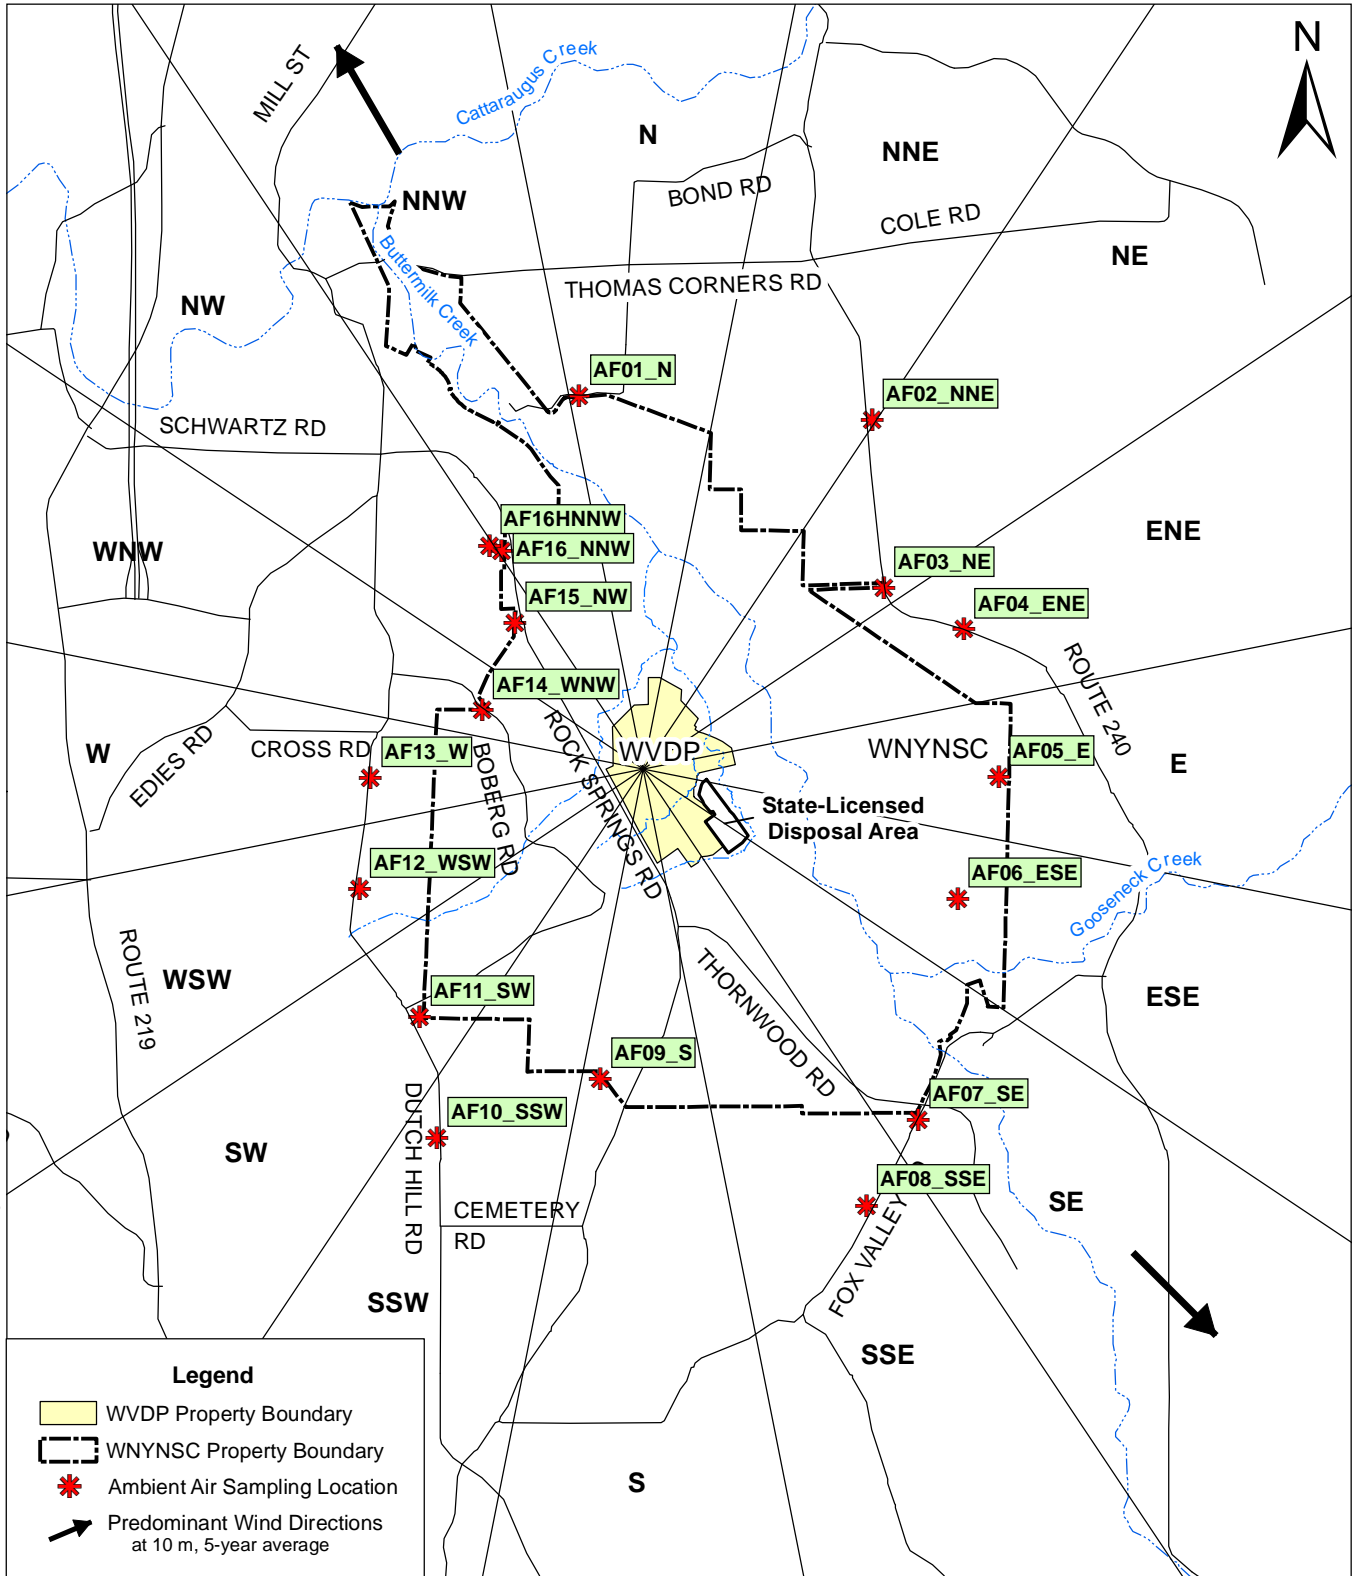 N
MILL ST
Cattaraugus Creek
N
NNE
BOND RD
NNW
COLE RD
NE
Buttermilk Creek
THOMAS CORNERS RD
NW
AF01_N
AF02_NNE
SCHWARTZ RD
AF16HNNW
ENE
WNW
AF16_NNW
AF03_NE
AF15_NW
AF04_ENE
AF14_WNW
ROUTE 240
ROCK SPRINGS RD
WVDP
WNYNSC
W
EDIES RD
CROSS RD
AF13_W
BOBERG RD
AF05_E
E
State-Licensed
Disposal Area
AF12_WSW
AF06_ESE
Gooseneck Creek
ROUTE 219
WSW
AF11_SW
THORNWOOD RD
ESE
AF09_S
AF07_SE
DUTCH HILL RD
AF10_SSW
SW
AF08_SSE
SE
CEMETERY
RD
FOX VALLEY
SSW
SSE
S
Legend
WVDP Property Boundary
WNYNSC Property Boundary
Ambient Air Sampling Location
Predominant Wind Directions
at 10 m, 5-year average